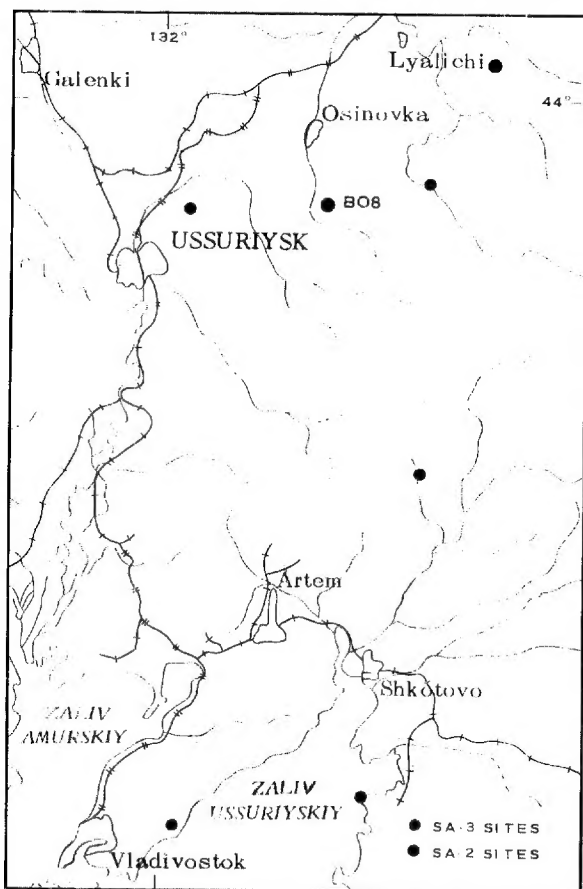 132°
Galenki
Lyalichi
44°
Osinovka
B08
USSURIYSK
Artem
Shkotovo
ZALIV
AMURSKIY
ZALIV
USSURIYSKIY
SA-3 SITES
SA-2 SITES
Vladivostok